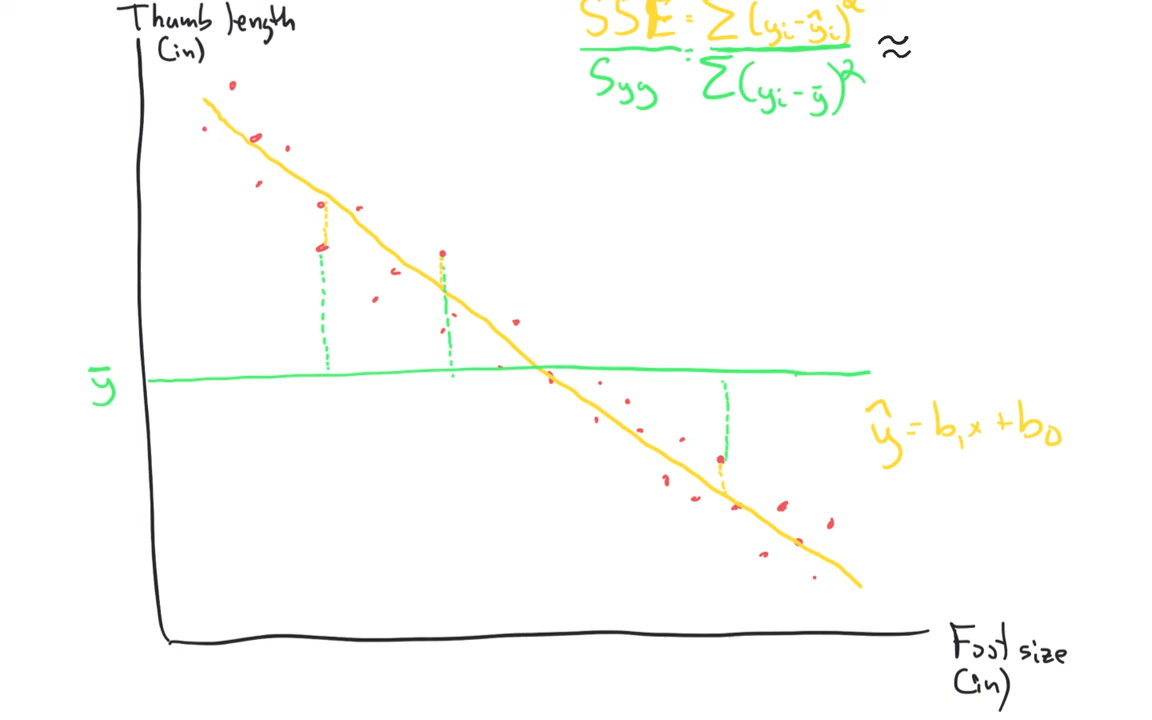 Thumb length
(in)
SSE = Σ(yi-ŷi)²
Syy = Σ(yi-ȳ)²
≈
ȳ
ŷ = b₁x + b₀
Foot size
(in)